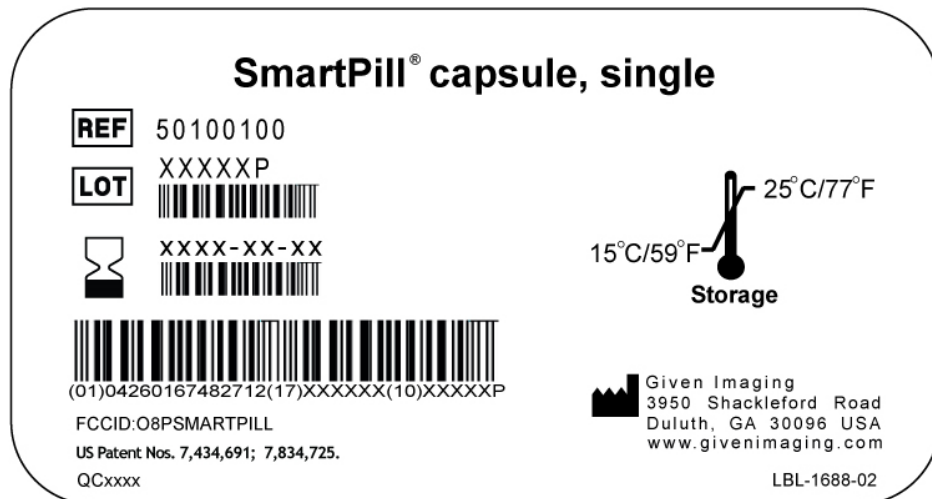 SmartPill® capsule, single
REF 50100100
LOT XXXXXP
XXXX-XX-XX
25°C/77°F
15°C/59°F
Storage
(01)04260167482712(17)XXXXXX(10)XXXXXP
FCCID:O8PSMARTPILL
US Patent Nos. 7,434,691; 7,834,725.
QCxxxx
Given Imaging
3950 Shackleford Road
Duluth, GA 30096 USA
www.givenimaging.com
LBL-1688-02